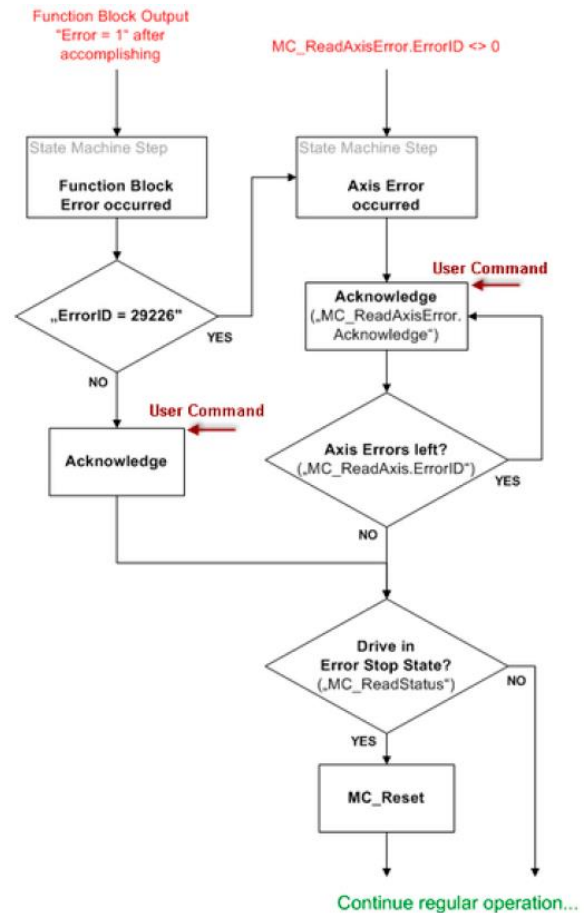 Function Block Output
"Error = 1" after
accomplishing
MC_ReadAxisError.ErrorID <> 0
State Machine Step
Function Block
Error occurred
State Machine Step
Axis Error
occurred
„ErrorID = 29226"
YES
NO
User Command
Acknowledge
User Command
Acknowledge
(„MC_ReadAxisError.
Acknowledge“)
Axis Errors left?
(„MC_ReadAxis.ErrorID“)
YES
NO
Drive in
Error Stop State?
(„MC_ReadStatus“)
NO
YES
MC_Reset
Continue regular operation...